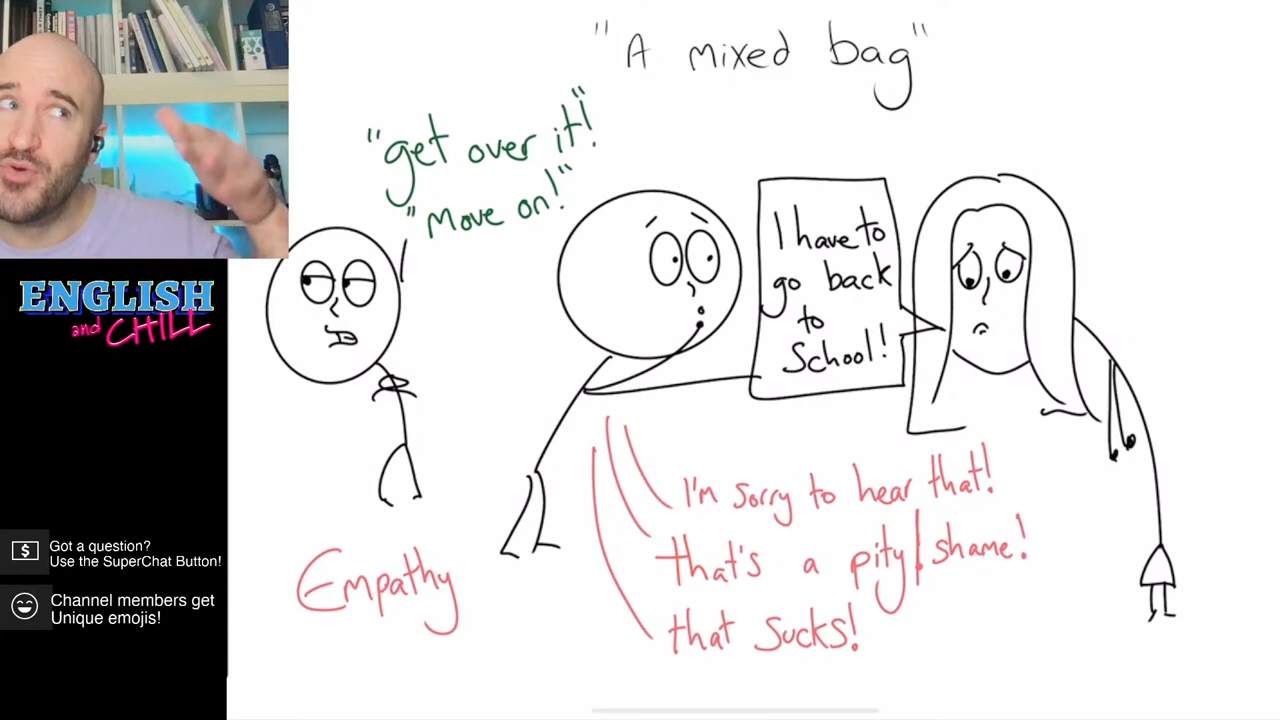 "A mixed bag"
"get over it!"
"Move on!"
I have to
go back
to
School!
ENGLISH
and CHILL
I'm sorry to hear that!
that's a pity/shame!
that sucks!
Empathy
$
Got a question?
Use the SuperChat Button!
Channel members get
Unique emojis!